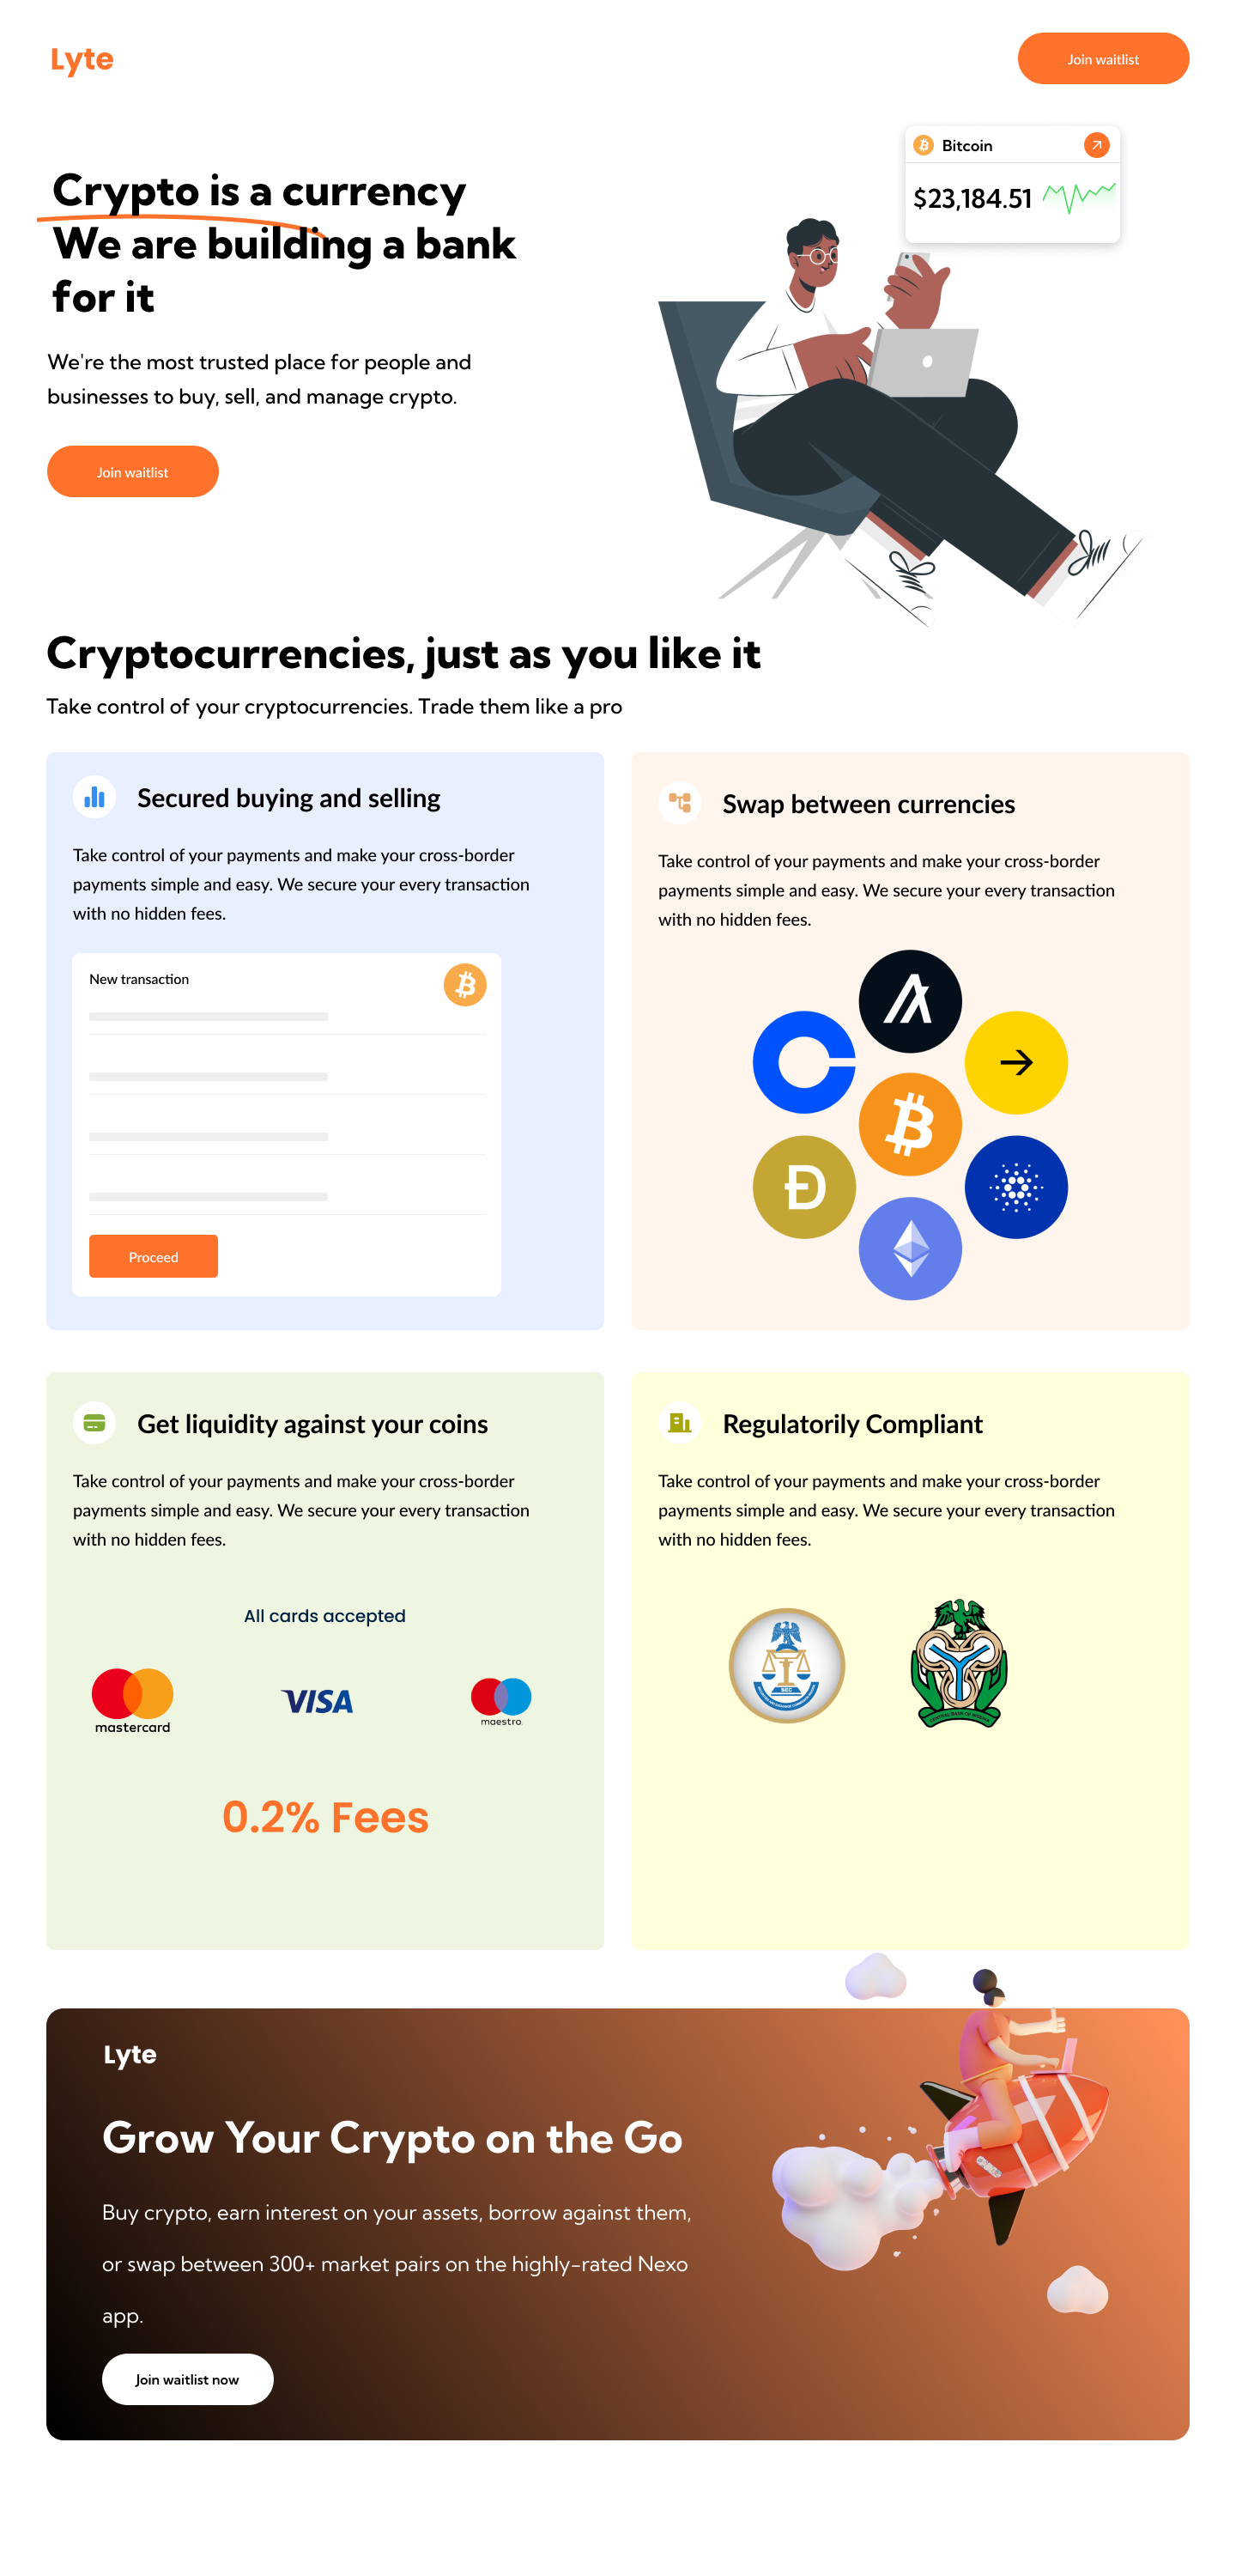 Lyte
Join waitlist
Bitcoin
$23,184.51
Crypto is a currency
We are building a bank
for it
We're the most trusted place for people and
businesses to buy, sell, and manage crypto.
Join waitlist
Cryptocurrencies, just as you like it
Take control of your cryptocurrencies. Trade them like a pro
Secured buying and selling
Take control of your payments and make your cross-border
payments simple and easy. We secure your every transaction
with no hidden fees.
New transaction
Proceed
Swap between currencies
Take control of your payments and make your cross-border
payments simple and easy. We secure your every transaction
with no hidden fees.
Get liquidity against your coins
Take control of your payments and make your cross-border
payments simple and easy. We secure your every transaction
with no hidden fees.
All cards accepted
mastercard
VISA
maestro
0.2% Fees
Regulatorily Compliant
Take control of your payments and make your cross-border
payments simple and easy. We secure your every transaction
with no hidden fees.
SEC
CENTRAL BANK OF NIGERIA
Lyte
Grow Your Crypto on the Go
Buy crypto, earn interest on your assets, borrow against them,
or swap between 300+ market pairs on the highly-rated Nexo
app.
Join waitlist now